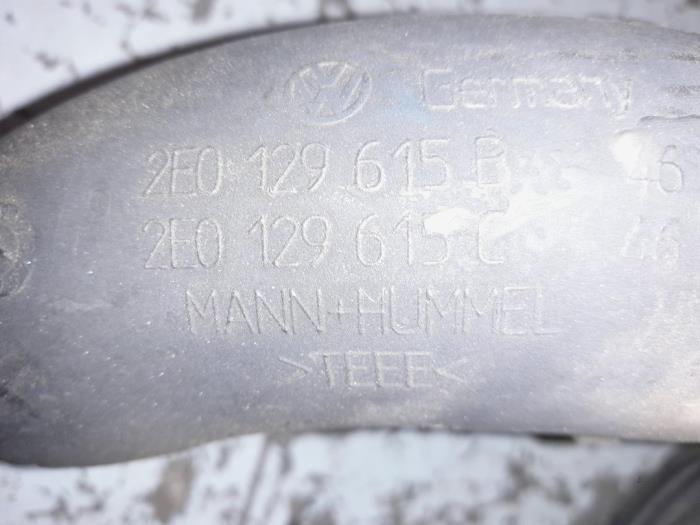 Germany
2E0 129 615 B 46
2E0 129 615 C 46
MANN+HUMMEL
>TEEE<